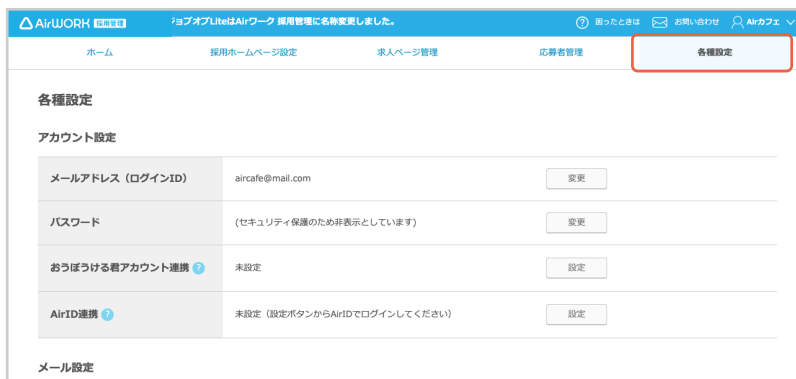 AirWORK 採用管理
ジョブオプLiteはAirワーク 採用管理に名称変更しました。
? 困ったときは お問い合わせ Airカフェ
ホーム 採用ホームページ設定 求人ページ管理 応募者管理 各種設定
各種設定
アカウント設定
メールアドレス（ログインID） aircafe@mail.com 変更
パスワード (セキュリティ保護のため非表示としています) 変更
おうぼうける君アカウント連携 ? 未設定 設定
AirID連携 ? 未設定（設定ボタンからAirIDでログインしてください） 設定
メール設定